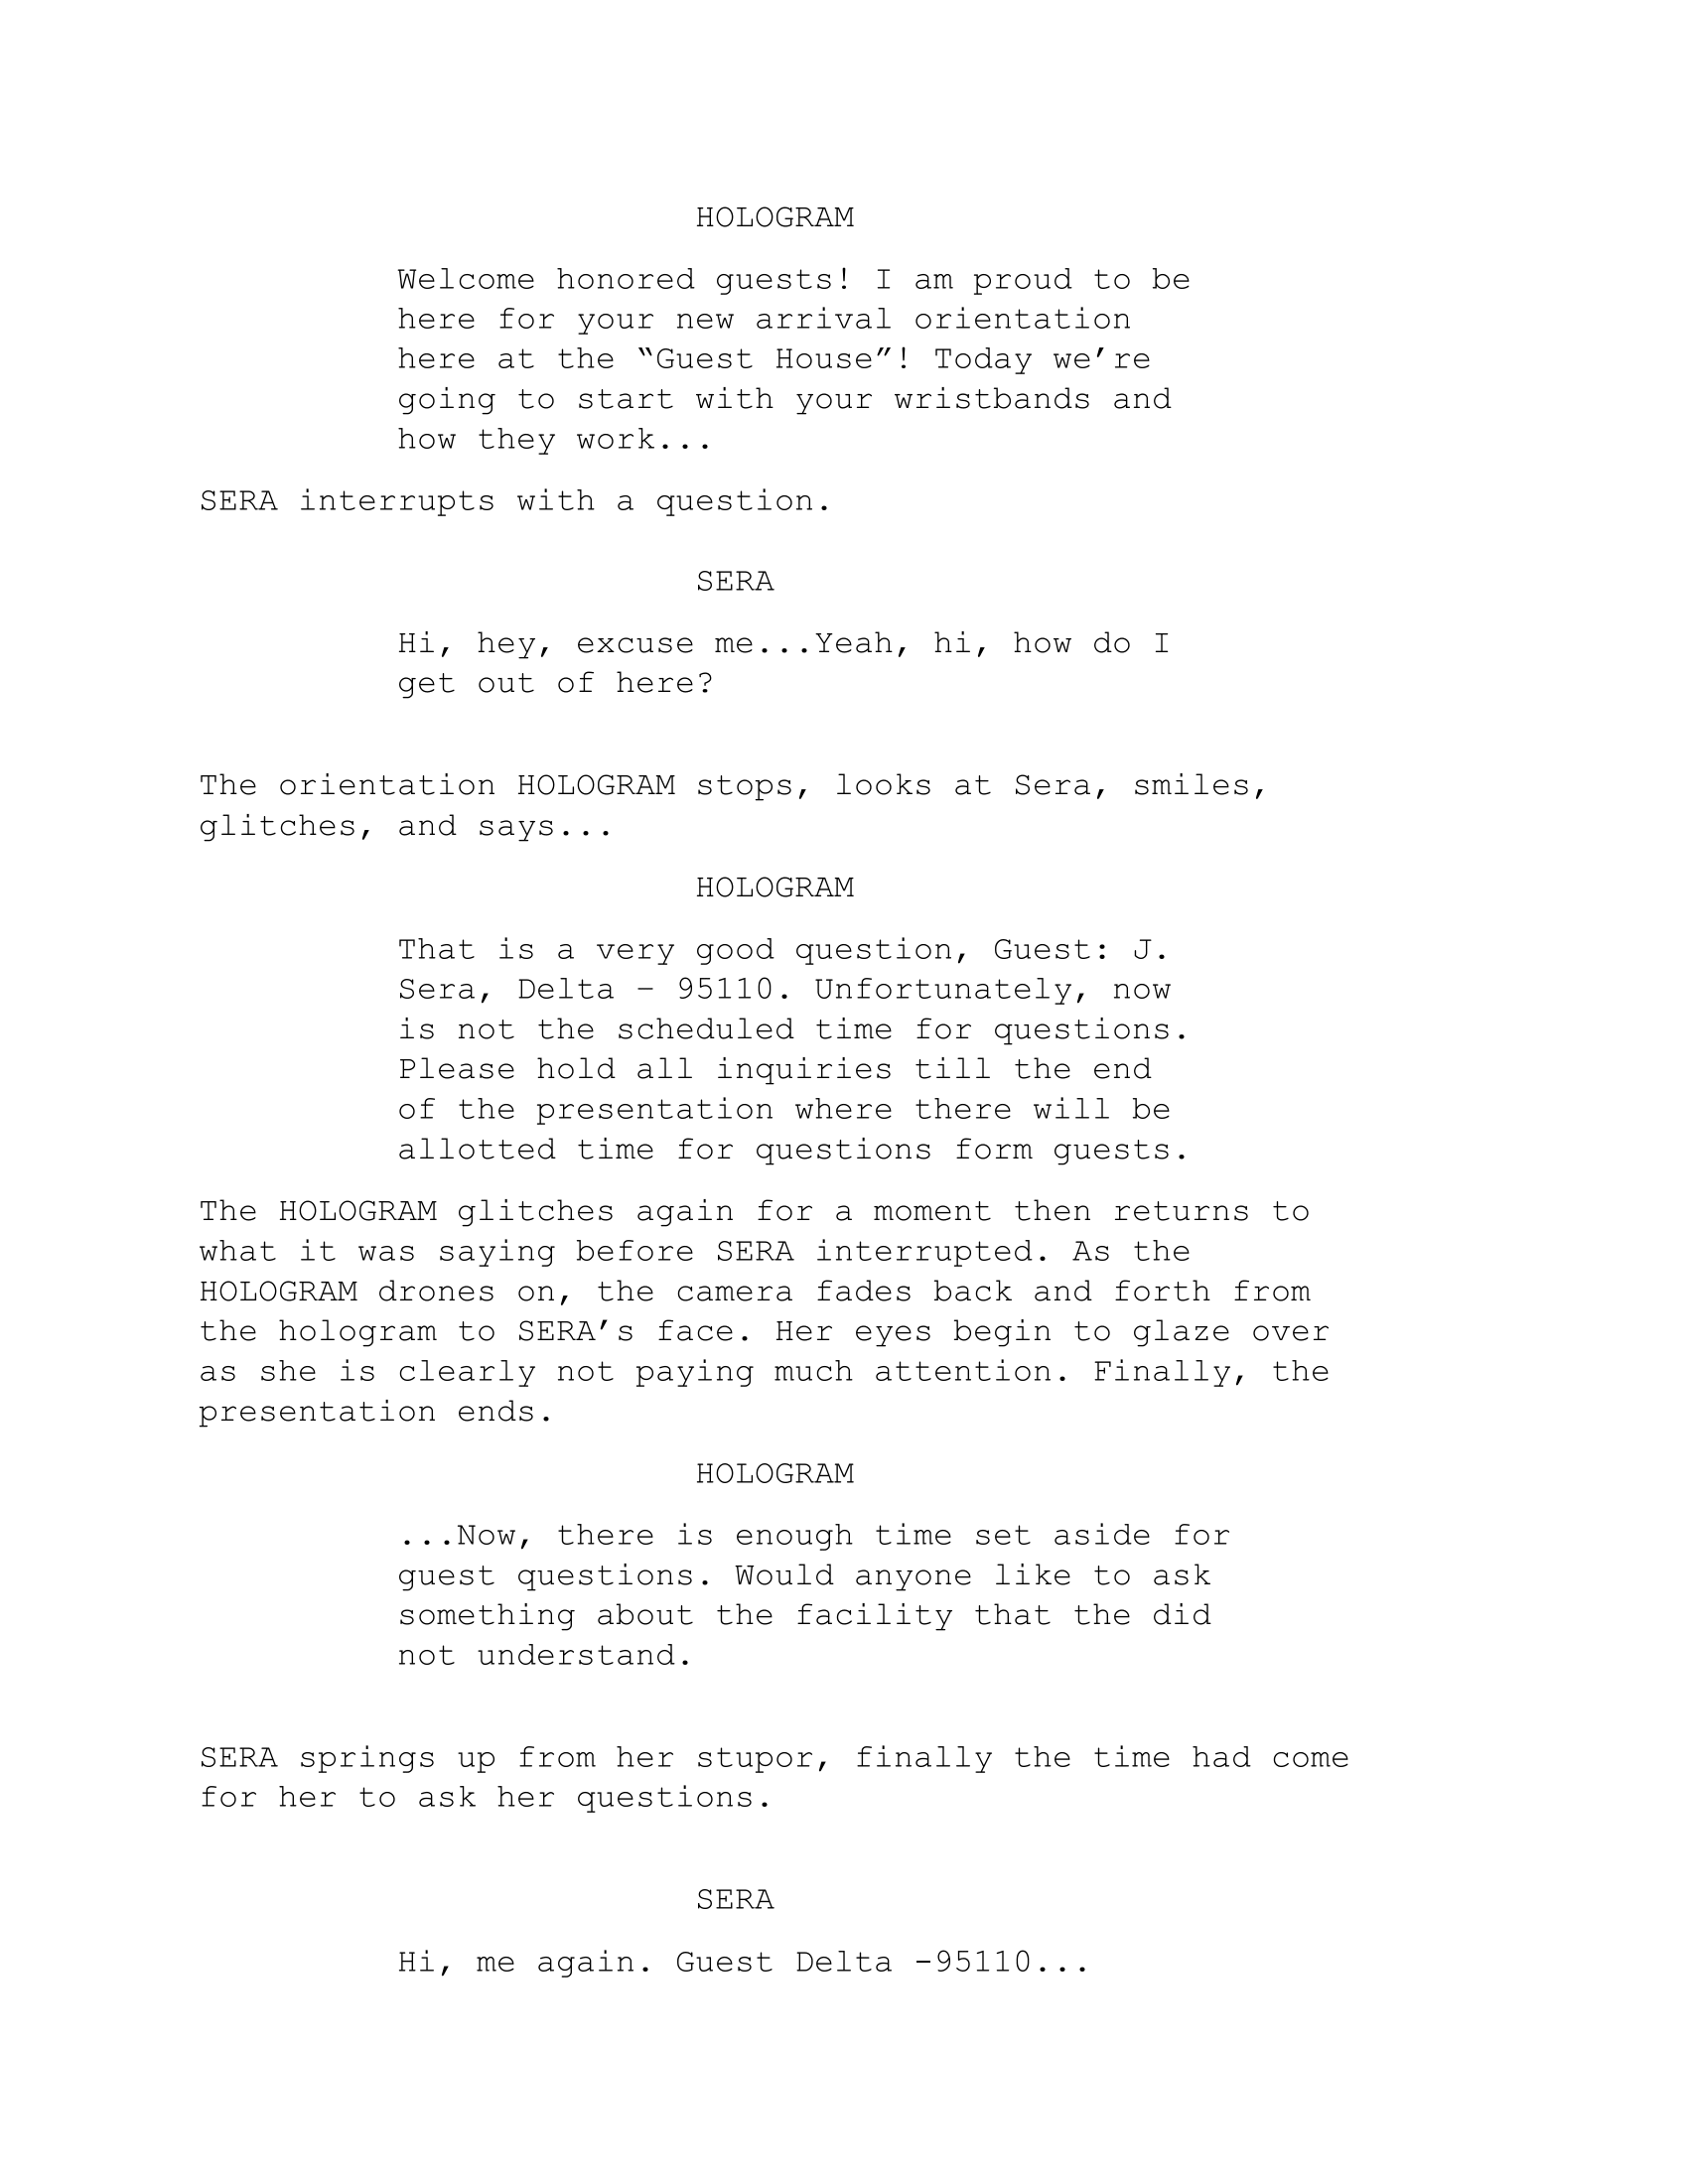 HOLOGRAM
Welcome honored guests! I am proud to be
here for your new arrival orientation
here at the “Guest House”! Today we’re
going to start with your wristbands and
how they work...
SERA interrupts with a question.
SERA
Hi, hey, excuse me...Yeah, hi, how do I
get out of here?
The orientation HOLOGRAM stops, looks at Sera, smiles,
glitches, and says...
HOLOGRAM
That is a very good question, Guest: J.
Sera, Delta – 95110. Unfortunately, now
is not the scheduled time for questions.
Please hold all inquiries till the end
of the presentation where there will be
allotted time for questions form guests.
The HOLOGRAM glitches again for a moment then returns to
what it was saying before SERA interrupted. As the
HOLOGRAM drones on, the camera fades back and forth from
the hologram to SERA’s face. Her eyes begin to glaze over
as she is clearly not paying much attention. Finally, the
presentation ends.
HOLOGRAM
...Now, there is enough time set aside for
guest questions. Would anyone like to ask
something about the facility that the did
not understand.
SERA springs up from her stupor, finally the time had come
for her to ask her questions.
SERA
Hi, me again. Guest Delta -95110...